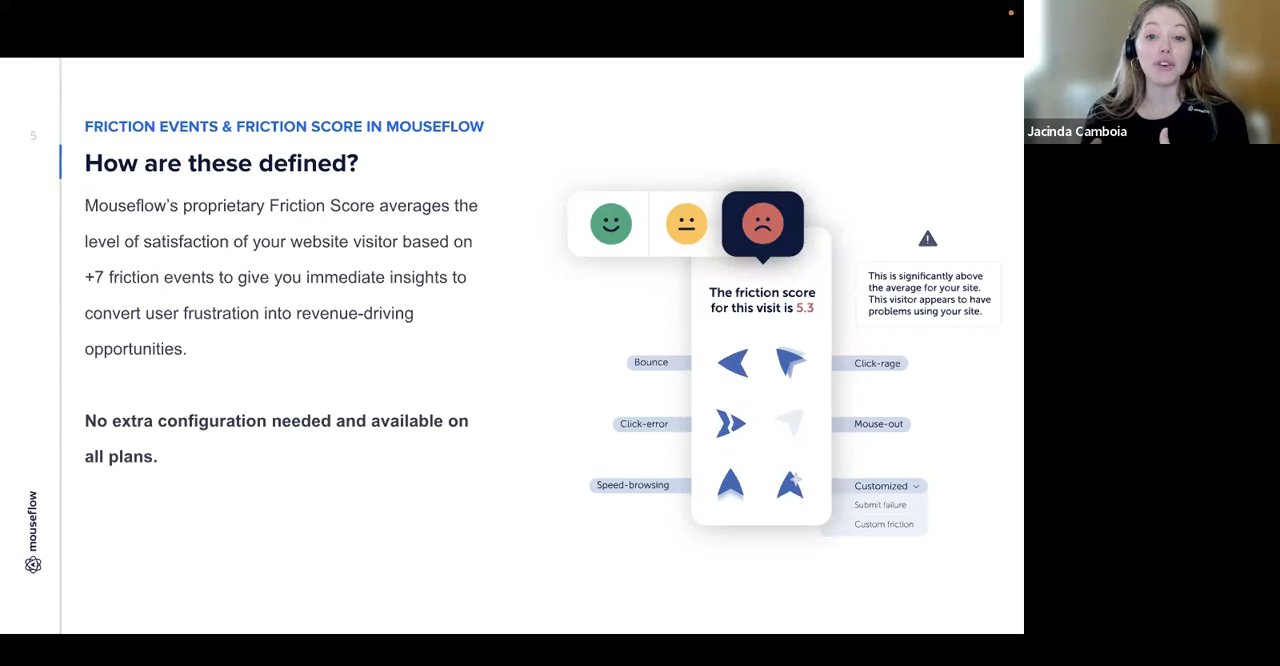 Jacinda Camboia
5
FRICTION EVENTS & FRICTION SCORE IN MOUSEFLOW
How are these defined?
Mouseflow's proprietary Friction Score averages the
level of satisfaction of your website visitor based on
+7 friction events to give you immediate insights to
convert user frustration into revenue-driving
opportunities.
No extra configuration needed and available on
all plans.
mouseflow
The friction score
for this visit is 5.3
This is significantly above
the average for your site.
This visitor appears to have
problems using your site.
Bounce
Click-rage
Click-error
Mouse-out
Speed-browsing
Customized
Submit failure
Custom friction